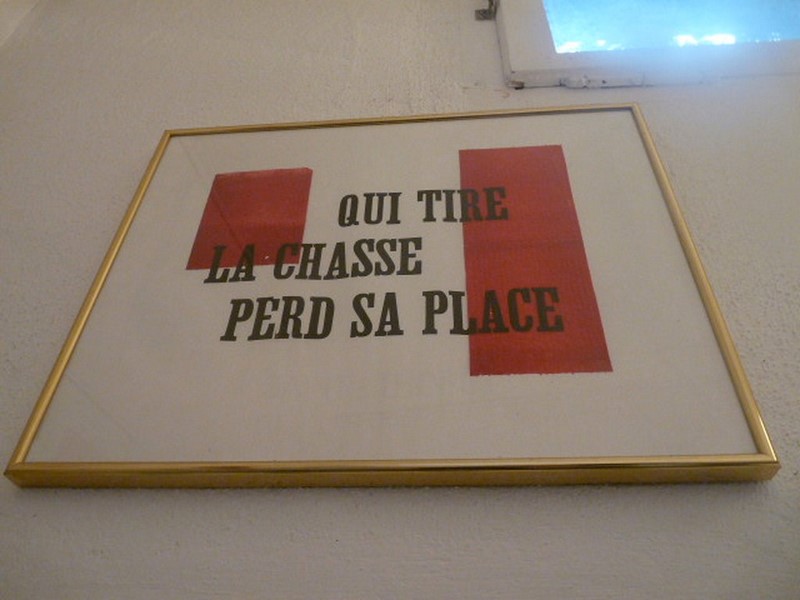 QUI TIRE
LA CHASSE
PERD SA PLACE